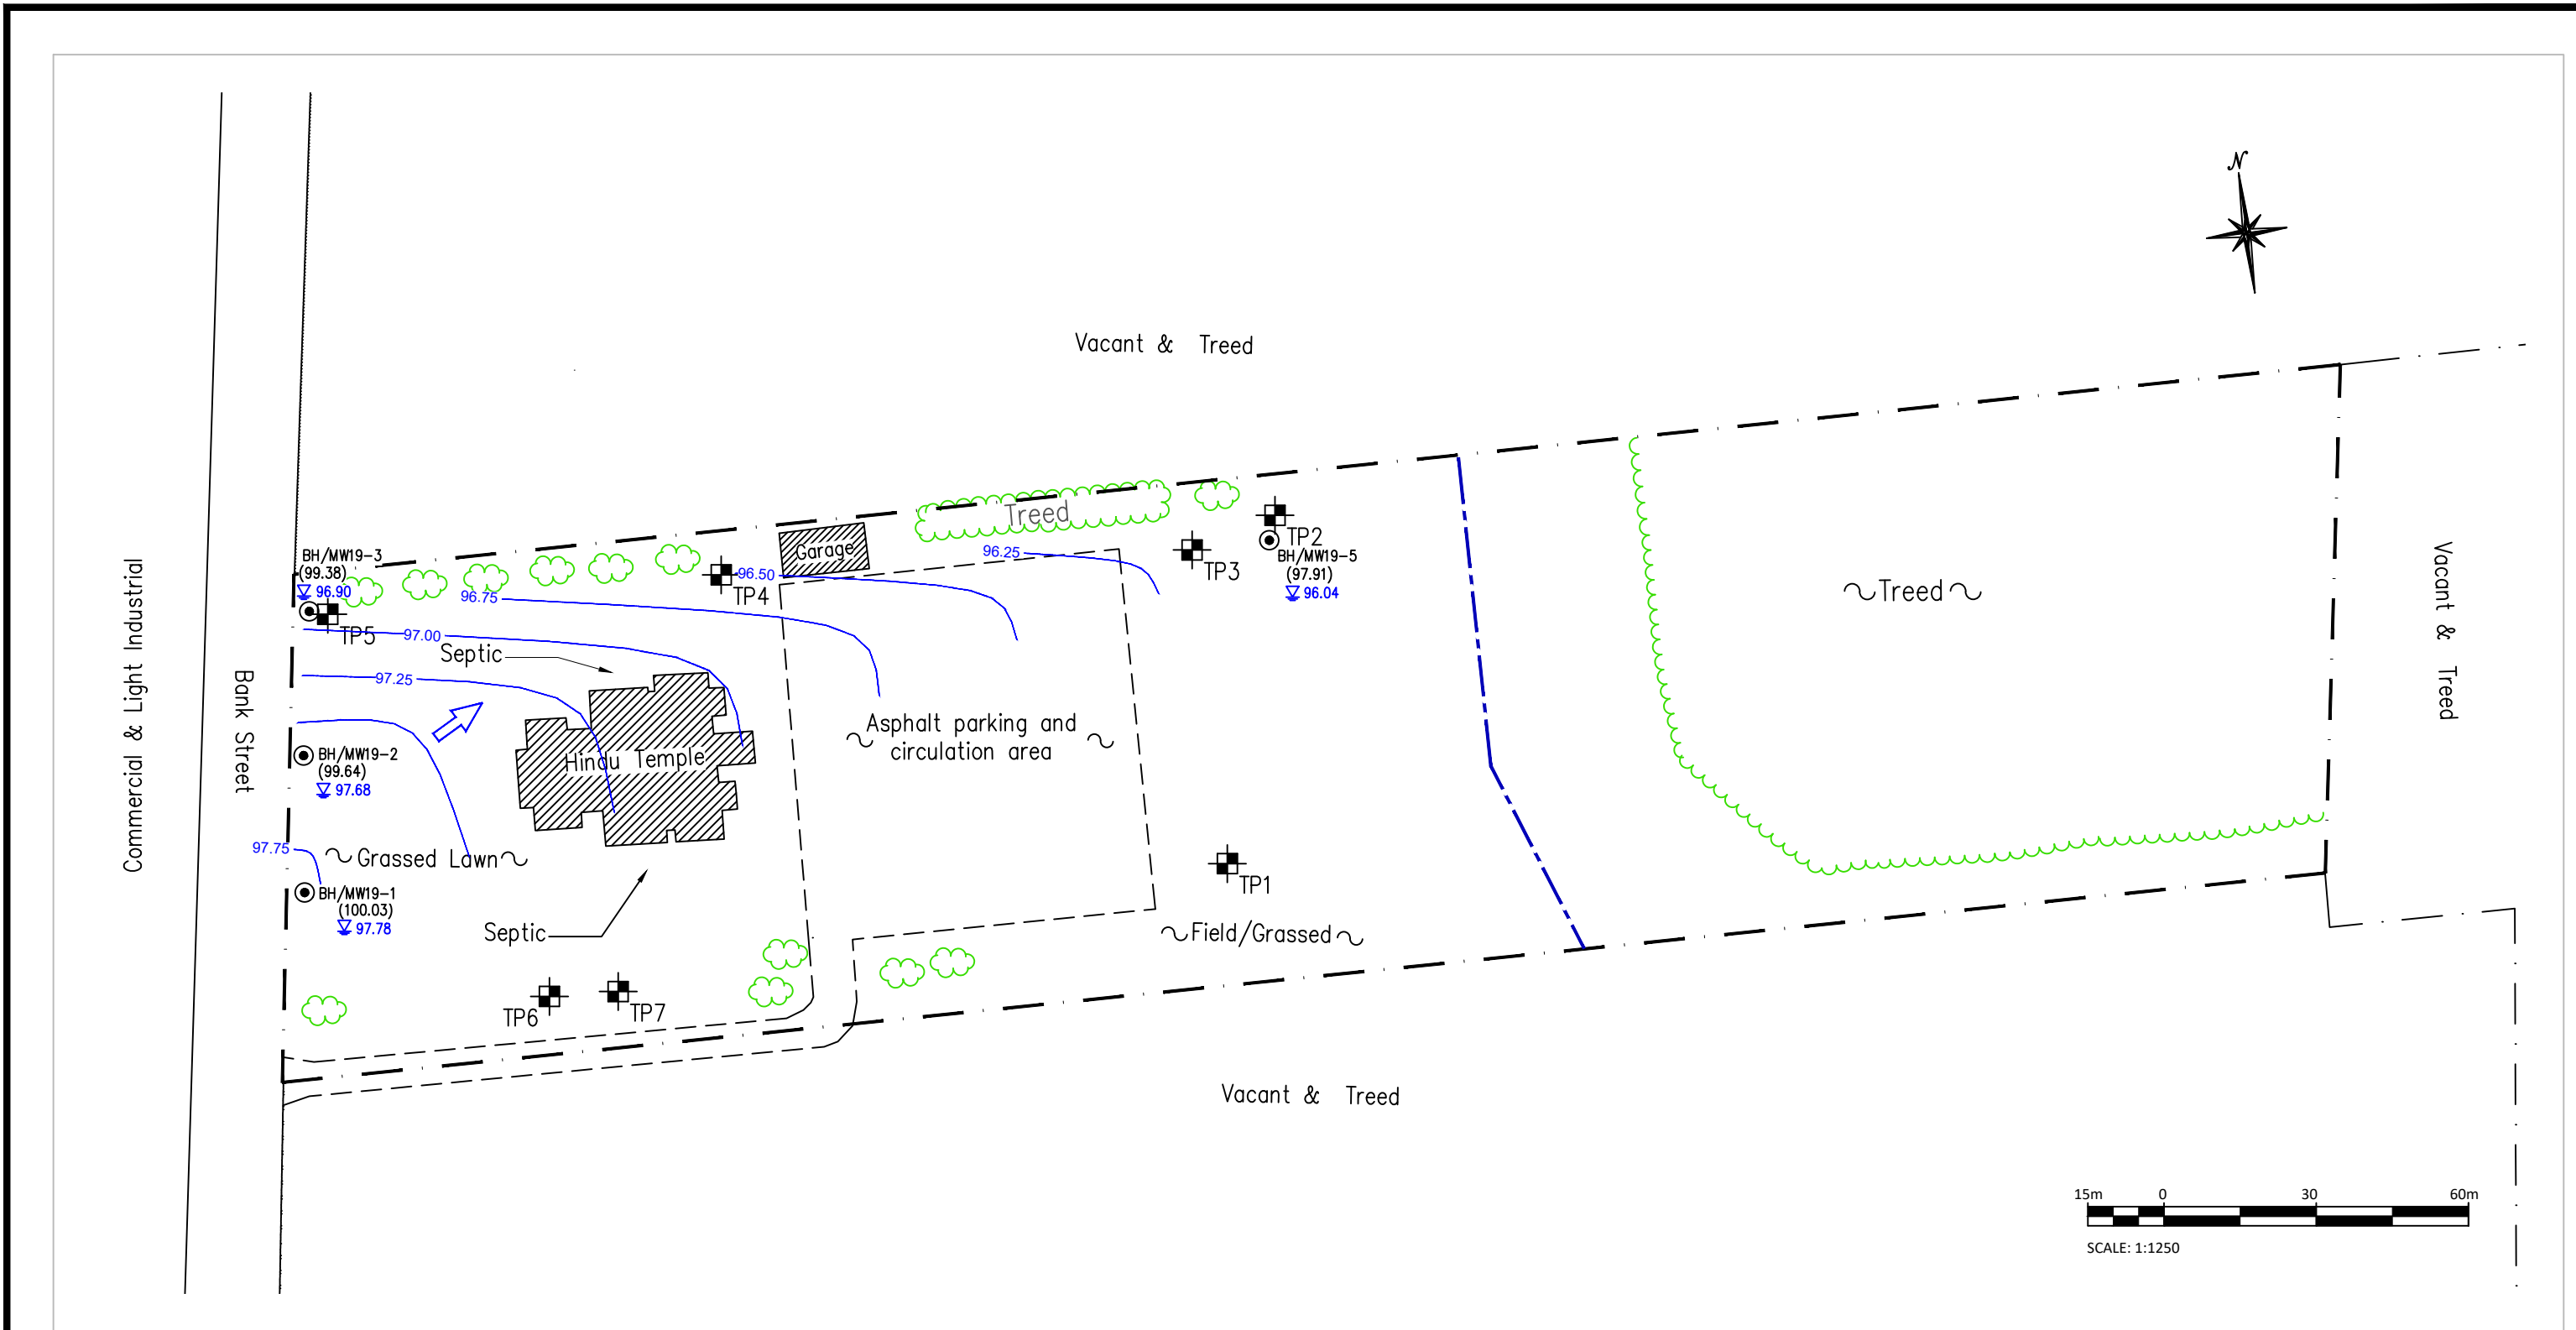 N
Vacant & Treed
Treed
Garage
TP2
BH/MW19-5
(97.91)
96.04
TP3
96.25
BH/MW19-3
(99.38)
96.90
TP5
96.50
TP4
96.75
97.00
Septic
97.25
Treed
Vacant & Treed
Commercial & Light Industrial
Bank Street
BH/MW19-2
(99.64)
97.68
Hindu Temple
Asphalt parking and
circulation area
97.75
Grassed Lawn
BH/MW19-1
(100.03)
97.78
Septic
TP1
Field/Grassed
TP6
TP7
Vacant & Treed
15m 0 30 60m
SCALE: 1:1250